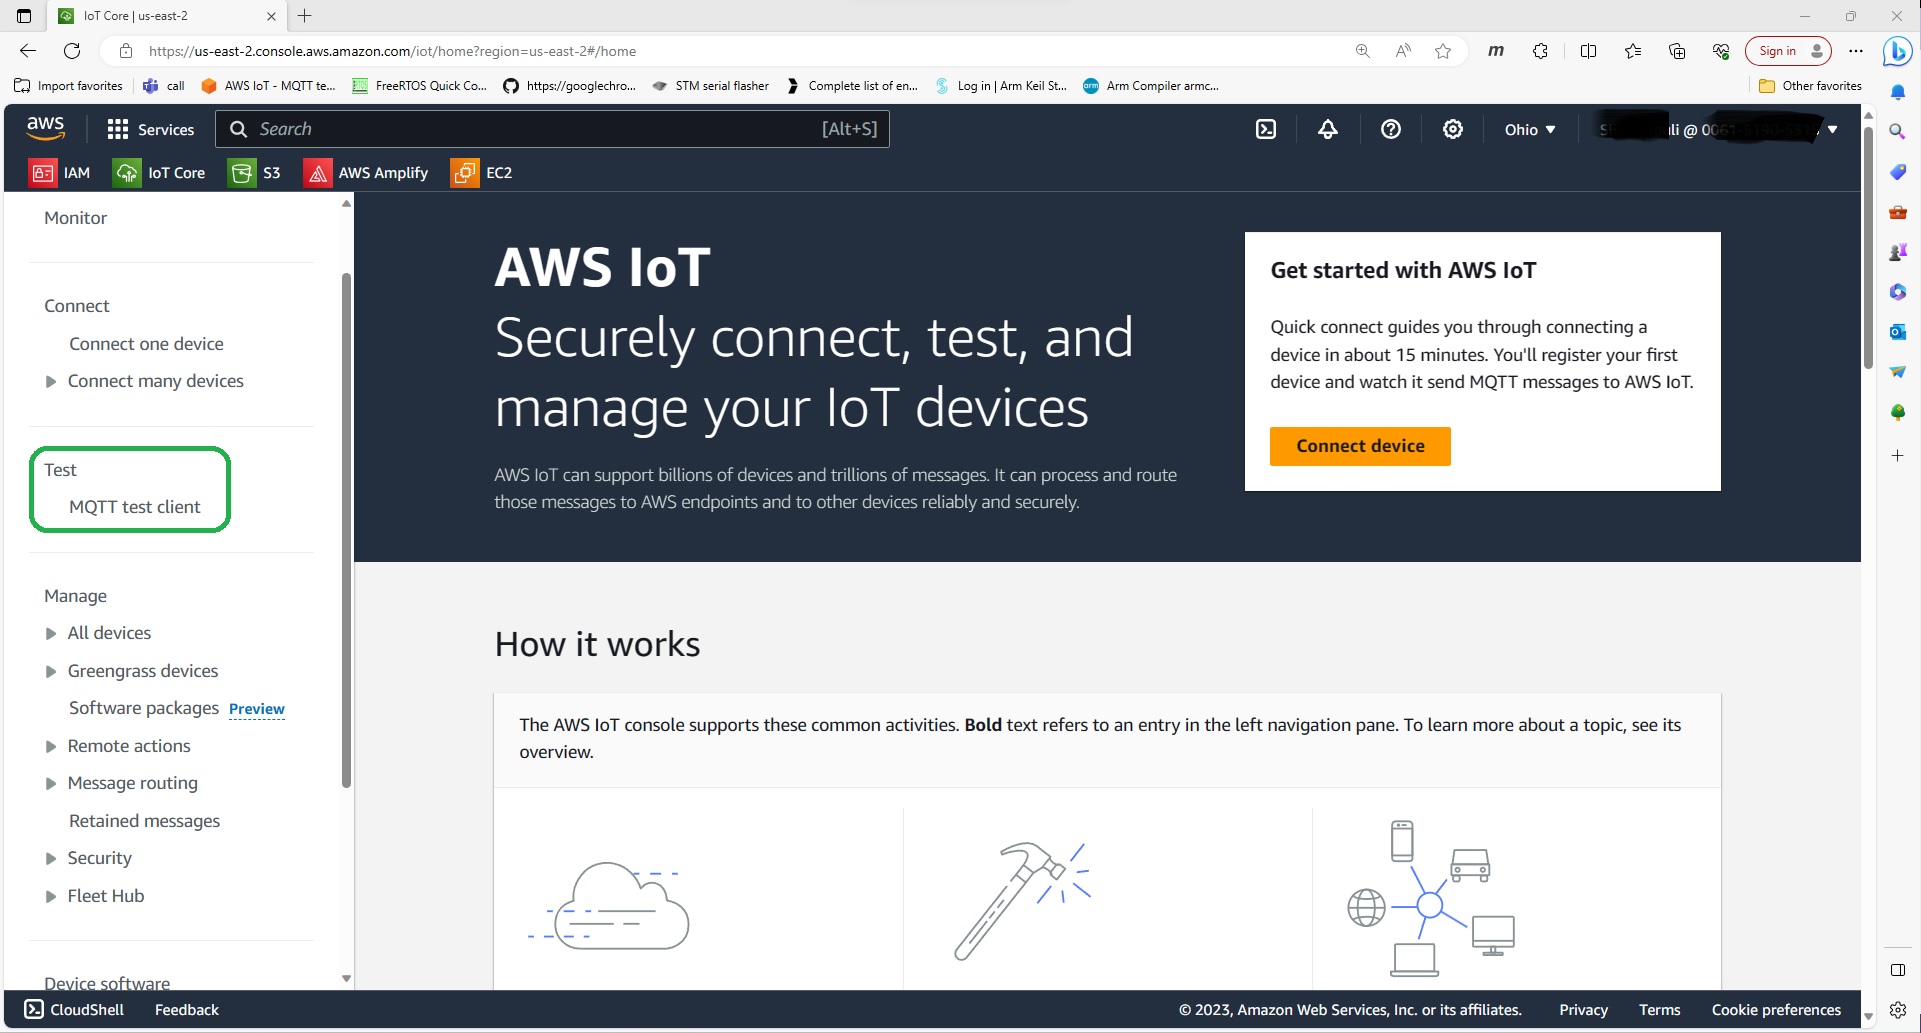 IoT Core | us-east-2
https://us-east-2.console.aws.amazon.com/iot/home?region=us-east-2#/home
Sign in
Import favorites
call
AWS IoT - MQTT te...
FreeRTOS Quick Co...
https://googlechro...
STM serial flasher
Complete list of en...
Log in | Arm Keil St...
Arm Compiler armc...
Other favorites
aws
Services
Search
[Alt+S]
Ohio
IAM
IoT Core
S3
AWS Amplify
EC2
Monitor
Connect
Connect one device
Connect many devices
Test
MQTT test client
Manage
All devices
Greengrass devices
Software packages Preview
Remote actions
Message routing
Retained messages
Security
Fleet Hub
Device software
AWS IoT
Securely connect, test, and
manage your IoT devices
AWS IoT can support billions of devices and trillions of messages. It can process and route
those messages to AWS endpoints and to other devices reliably and securely.
Get started with AWS IoT
Quick connect guides you through connecting a
device in about 15 minutes. You'll register your first
device and watch it send MQTT messages to AWS IoT.
Connect device
How it works
The AWS IoT console supports these common activities. Bold text refers to an entry in the left navigation pane. To learn more about a topic, see its
overview.
CloudShell
Feedback
© 2023, Amazon Web Services, Inc. or its affiliates.
Privacy
Terms
Cookie preferences